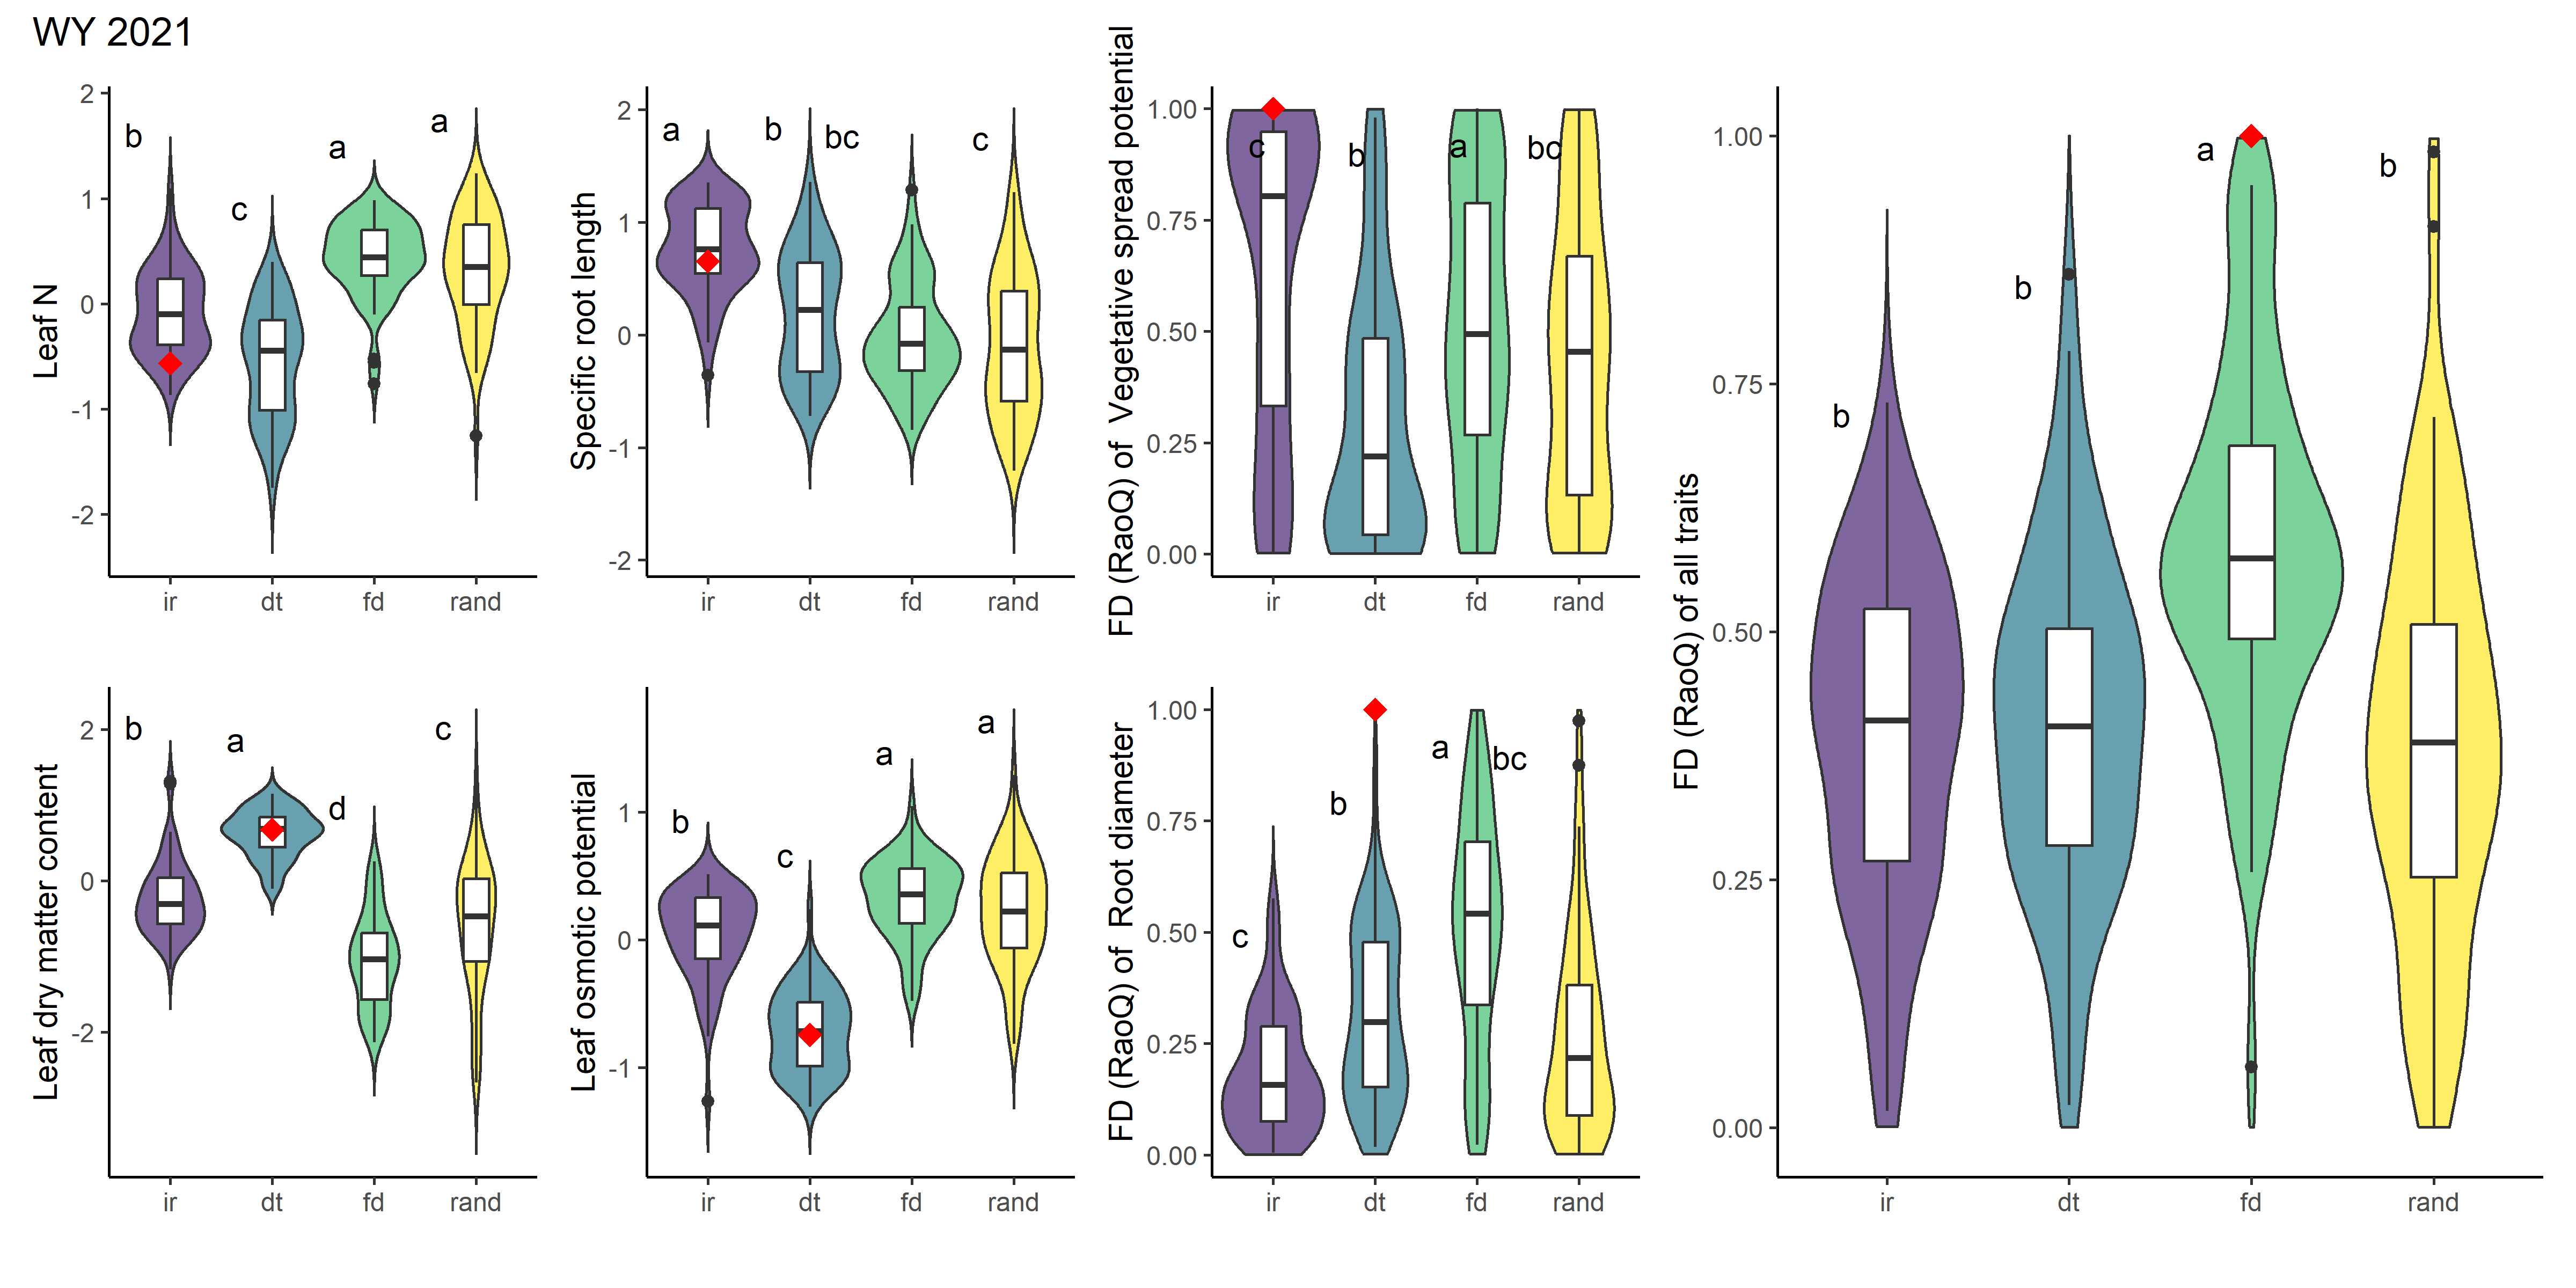 WY 2021
Leaf N
2
1
0
-1
-2
b
c
a
a
ir dt fd rand
Specific root length
2
1
0
-1
-2
a
b
bc
c
ir dt fd rand
FD (RaoQ) of Vegetative spread potential
1.00
0.75
0.50
0.25
0.00
c
b
a
bc
ir dt fd rand
Leaf dry matter content
2
0
-2
b
a
d
c
ir dt fd rand
Leaf osmotic potential
1
0
-1
b
c
a
a
ir dt fd rand
FD (RaoQ) of Root diameter
1.00
0.75
0.50
0.25
0.00
c
b
a
bc
ir dt fd rand
FD (RaoQ) of all traits
1.00
0.75
0.50
0.25
0.00
b
b
a
b
ir dt fd rand